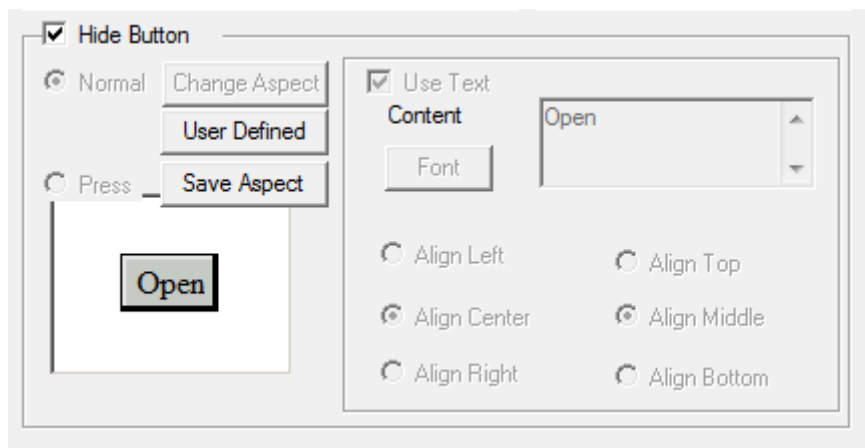 Hide Button
Normal
Change Aspect
User Defined
Press
Save Aspect
Open
Use Text
Content
Open
Font
Align Left
Align Top
Align Center
Align Middle
Align Right
Align Bottom